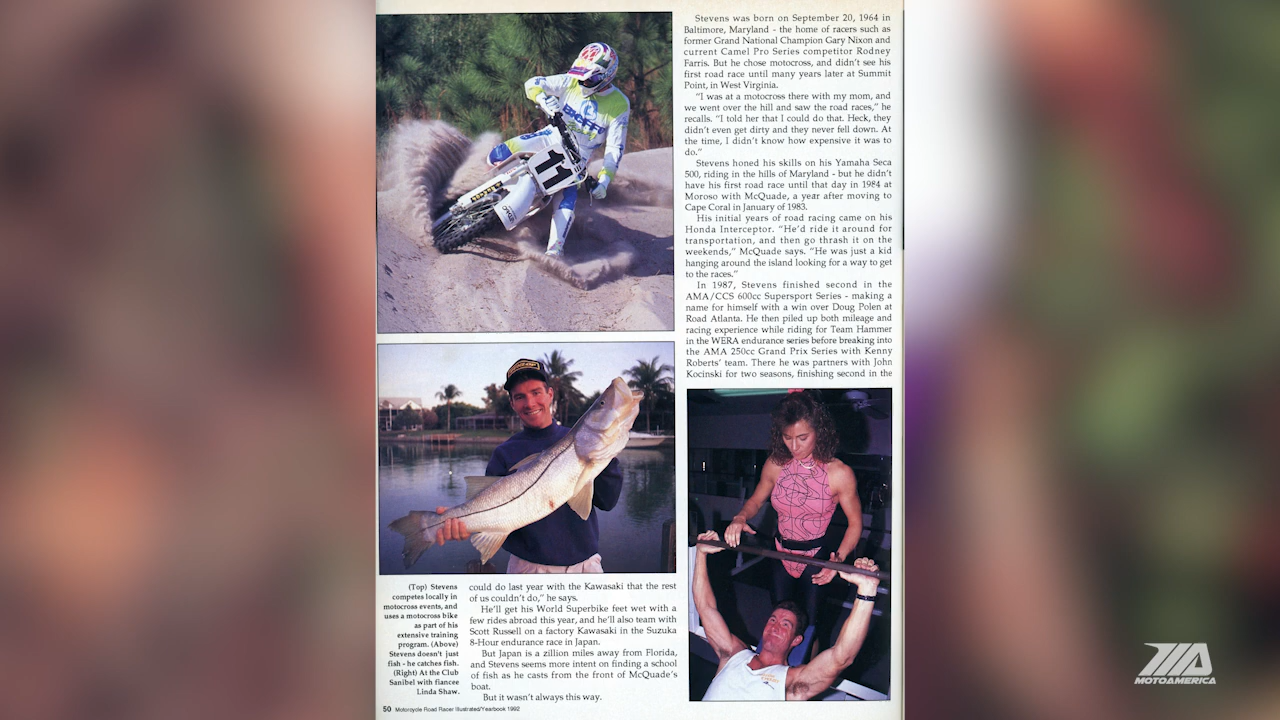 Stevens was born on September 20, 1964 in
Baltimore, Maryland - the home of racers such as
former Grand National Champion Gary Nixon and
current Camel Pro Series competitor Rodney
Farris. But he chose motocross, and didn't see his
first road race until many years later at Summit
Point, in West Virginia.
"I was at a motocross there with my mom, and
we went over the hill and saw the road races," he
recalls. "I told her that I could do that. Heck, they
didn't even get dirty and they never fell down. At
the time, I didn't know how expensive it was to
do."
Stevens honed his skills on his Yamaha Seca
500, riding in the hills of Maryland - but he didn't
have his first road race until that day in 1984 at
Moroso with McQuade, a year after moving to
Cape Coral in January of 1983.
His initial years of road racing came on his
Honda Interceptor. "He'd ride it around for
transportation, and then go thrash it on the
weekends," McQuade says. "He was just a kid
hanging around the island looking for a way to get
to the races."
In 1987, Stevens finished second in the
AMA/CCS 600cc Supersport Series - making a
name for himself with a win over Doug Polen at
Road Atlanta. He then piled up both mileage and
racing experience while riding for Team Hammer
in the WERA endurance series before breaking into
the AMA 250cc Grand Prix Series with Kenny
Roberts' team. There he was partners with John
Kocinski for two seasons, finishing second in the
11
(Top) Stevens
competes locally in
motocross events, and
uses a motocross bike
as part of his
extensive training
program. (Above)
Stevens doesn't just
fish - he catches fish.
(Right) At the Club
Sanibel with fiancee
Linda Shaw.
could do last year with the Kawasaki that the rest
of us couldn't do," he says.
He'll get his World Superbike feet wet with a
few rides abroad this year, and he'll also team with
Scott Russell on a factory Kawasaki in the Suzuka
8-Hour endurance race in Japan.
But Japan is a zillion miles away from Florida,
and Stevens seems more intent on finding a school
of fish as he casts from the front of McQuade's
boat.
But it wasn't always this way.
50 Motorcycle Road Racer Illustrated/Yearbook 1992
MOTOAMERICA